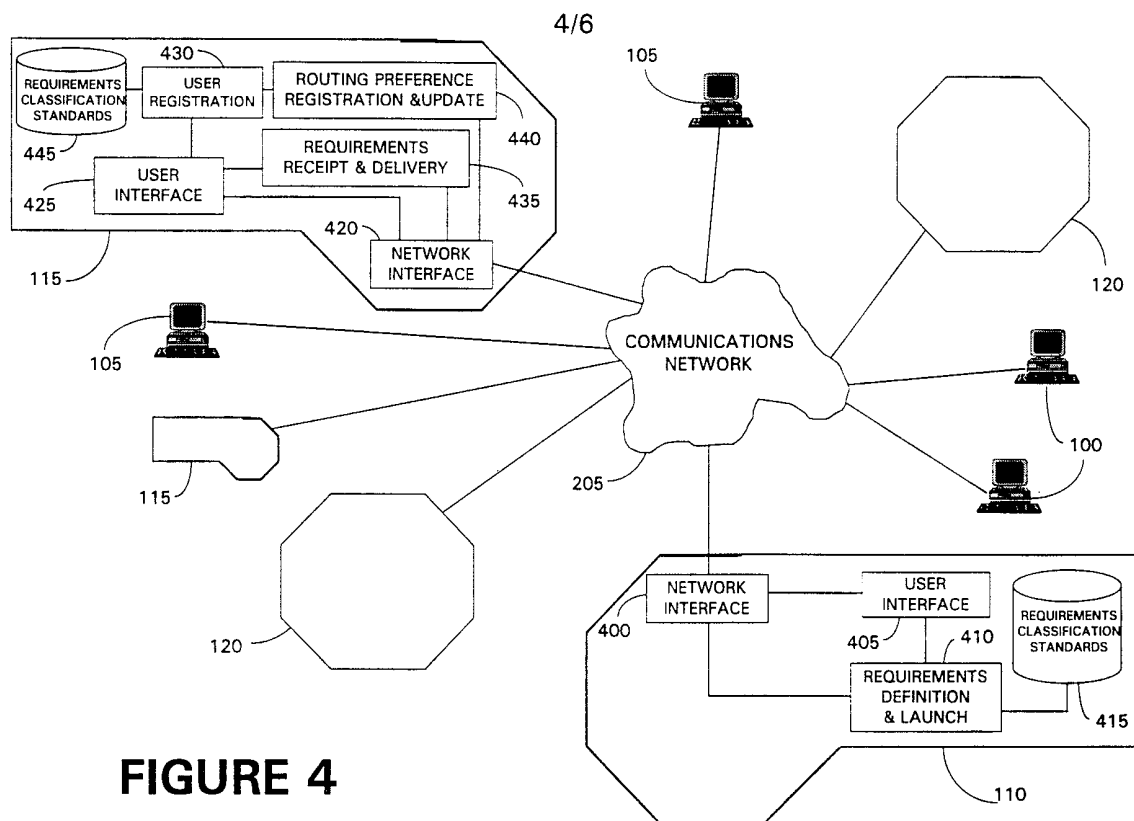 4/6
430
105
REQUIREMENTS
CLASSIFICATION
STANDARDS
USER
REGISTRATION
ROUTING PREFERENCE
REGISTRATION &UPDATE
445
440
REQUIREMENTS
RECEIPT & DELIVERY
USER
INTERFACE
425
435
420
NETWORK
INTERFACE
115
120
105
COMMUNICATIONS
NETWORK
100
115
205
120
NETWORK
INTERFACE
400
USER
INTERFACE
405
410
REQUIREMENTS
CLASSIFICATION
STANDARDS
REQUIREMENTS
DEFINITION
& LAUNCH
415
110
FIGURE 4